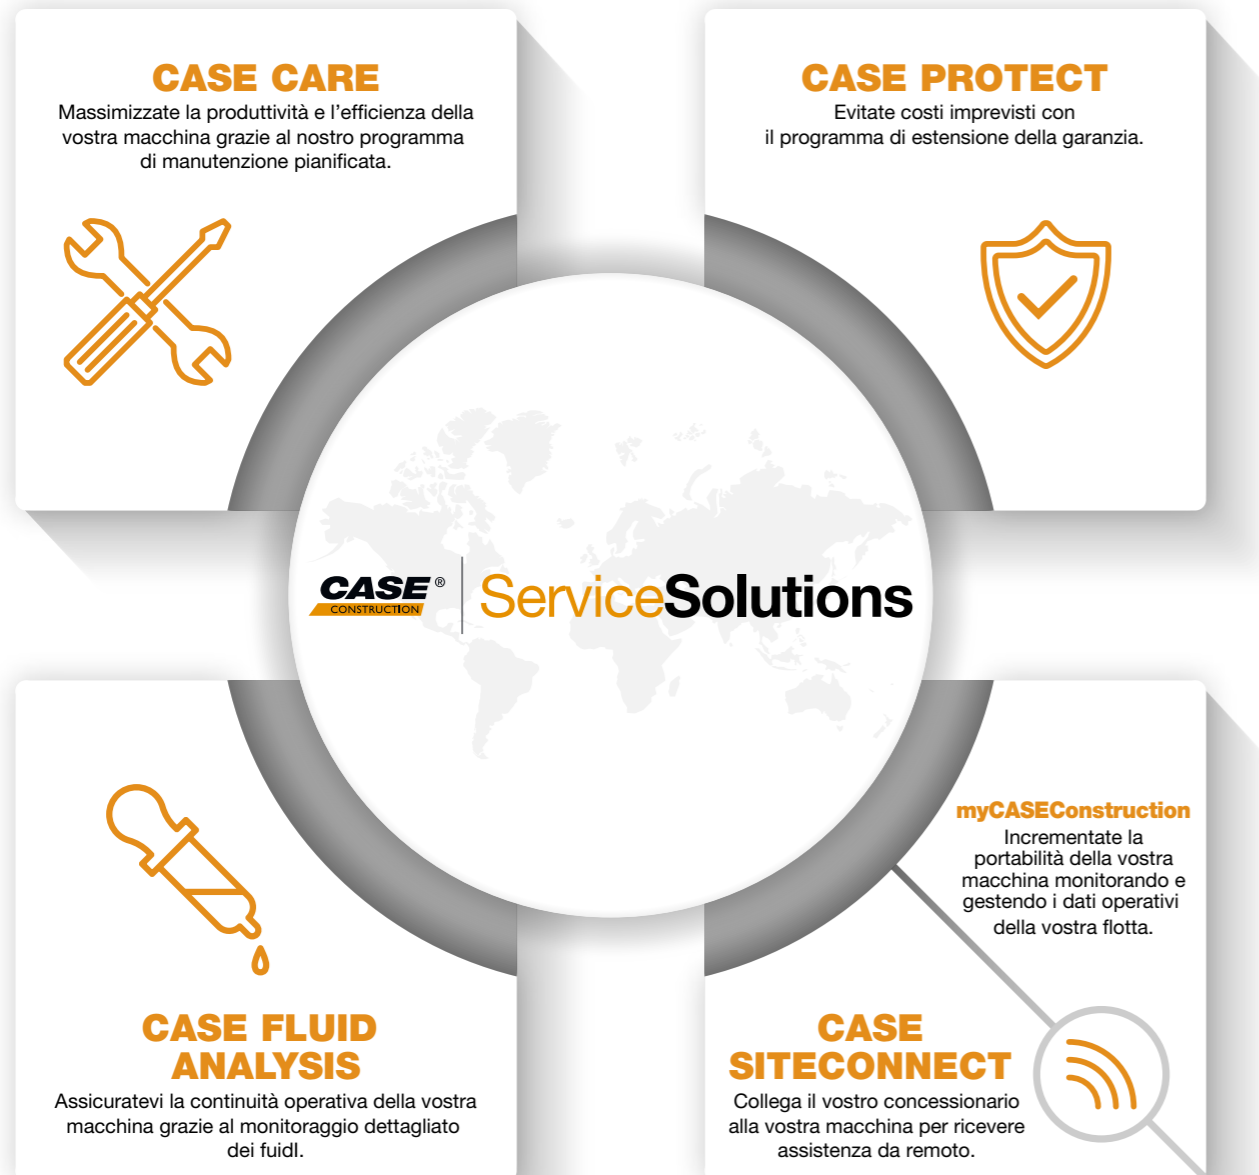 CASE CARE
Massimizzate la produttività e l’efficienza della
vostra macchina grazie al nostro programma
di manutenzione pianificata.
CASE PROTECT
Evitate costi imprevisti con
il programma di estensione della garanzia.
CASE®
CONSTRUCTION
ServiceSolutions
CASE FLUID
ANALYSIS
Assicuratevi la continuità operativa della vostra
macchina grazie al monitoraggio dettagliato
dei fuidI.
myCASEConstruction
Incrementate la
portabilità della vostra
macchina monitorando e
gestendo i dati operativi
della vostra flotta.
CASE
SITECONNECT
Collega il vostro concessionario
alla vostra macchina per ricevere
assistenza da remoto.